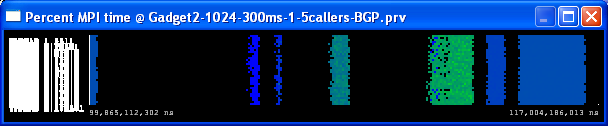 Percent MPI time @ Gadget2-1024-300ms-1-5callers-BGP.prv
99,865,112,302 ns
117,004,186,013 ns